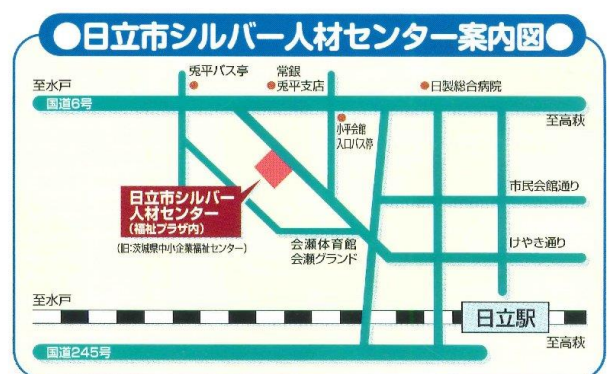 ●日立市シルバー人材センター案内図●
兎平バス亭
常銀
兎平支店
日製総合病院
至水戸
国道6号
至高萩
小平会館
入口バス停
市民会館通り
日立市シルバー
人材センター
(福祉プラザ内)
(旧:茨城県中小企業福祉センター)
会瀬体育館
会瀬グランド
けやき通り
至水戸
日立駅
至高萩
国道245号